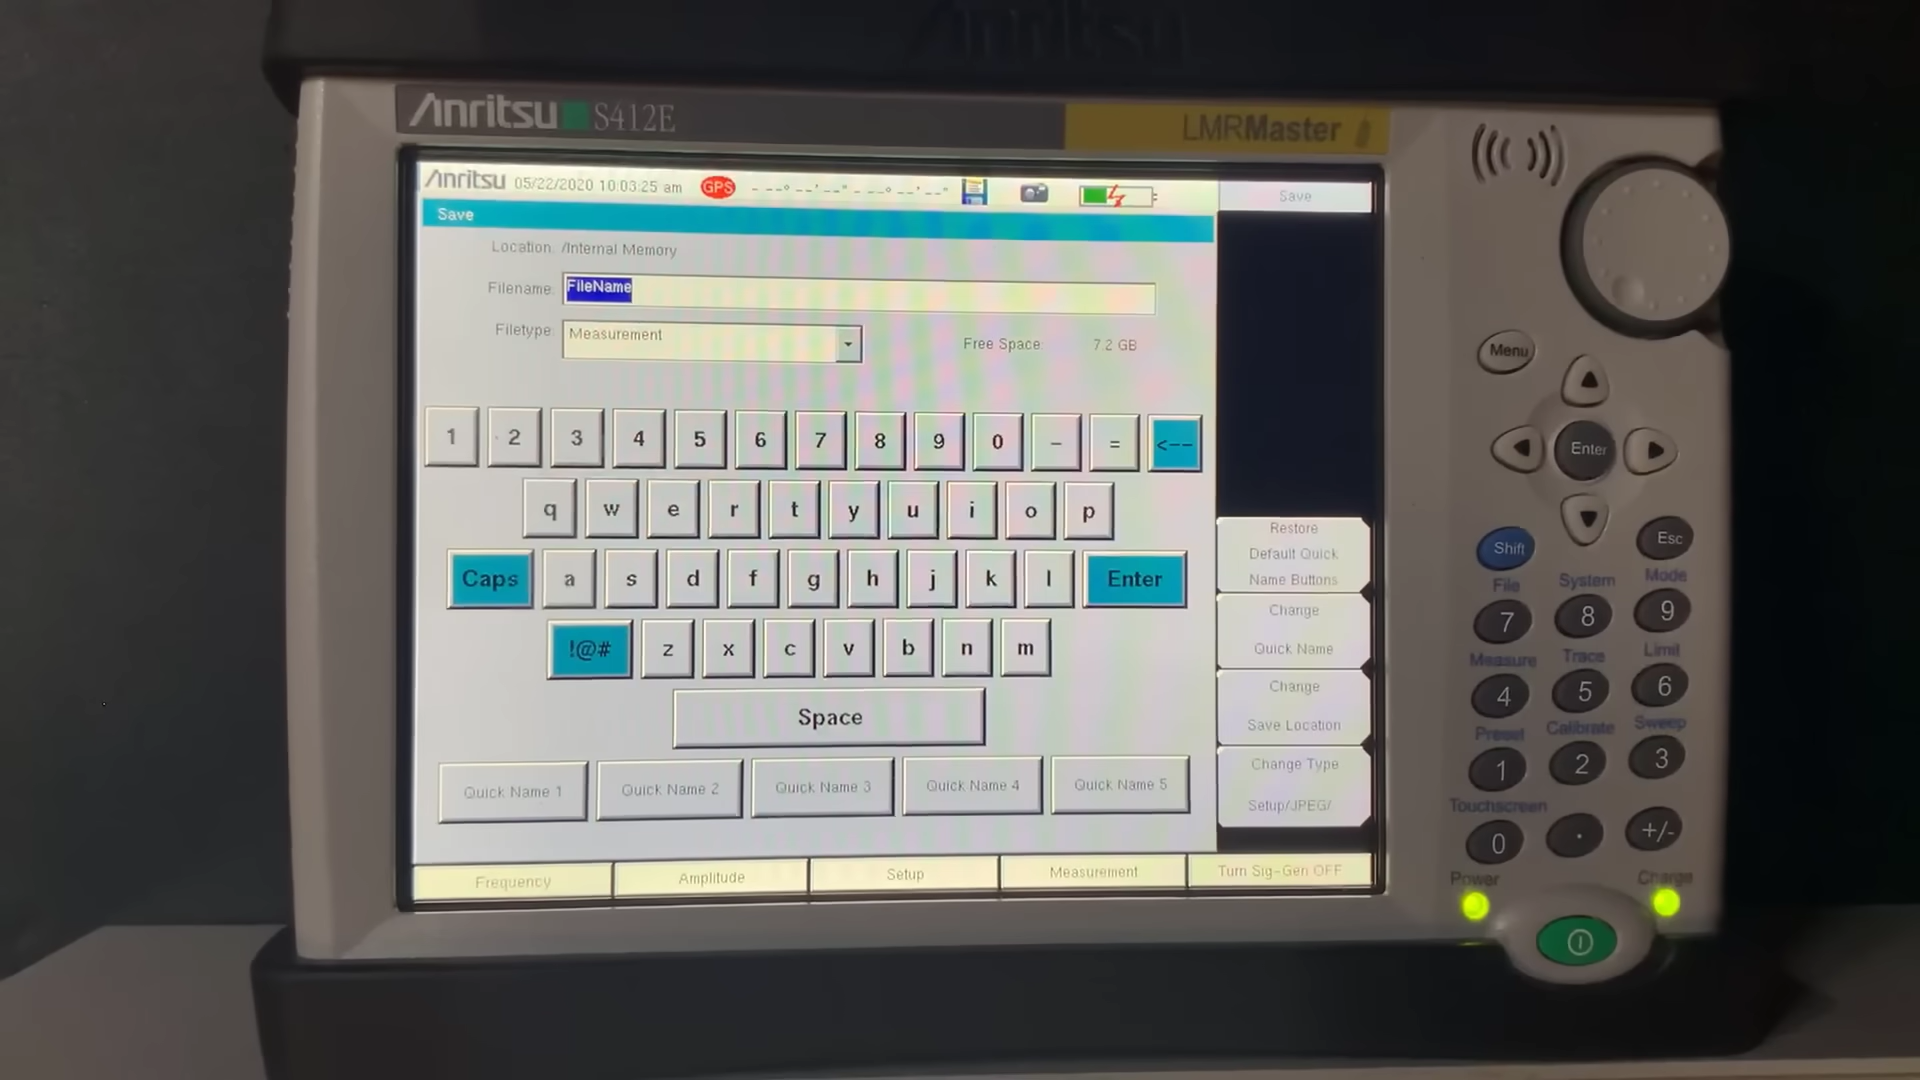 Anritsu
Anritsu S412E
LMRMaster
Anritsu 05/22/2020 10:03:25 am GPS
Save
Save
Location: /Internal Memory
Filename: FileName
Filetype: Measurement
Free Space: 7.2 GB
1 2 3 4 5 6 7 8 9 0 - = <--
q w e r t y u i o p
Caps a s d f g h j k l Enter
!@# z x c v b n m
Space
Quick Name 1 Quick Name 2 Quick Name 3 Quick Name 4 Quick Name 5
Restore
Default Quick
Name Buttons
Change
Quick Name
Change
Save Location
Change Type
Setup/JPEG/
Frequency Amplitude Setup Measurement Turn Sig-Gen OFF
Menu
Enter
Shift Esc
File System Mode
7 8 9
Measure Trace Limit
4 5 6
Preset Calibrate Sweep
1 2 3
Touchscreen
0 . +/-
Power Charge